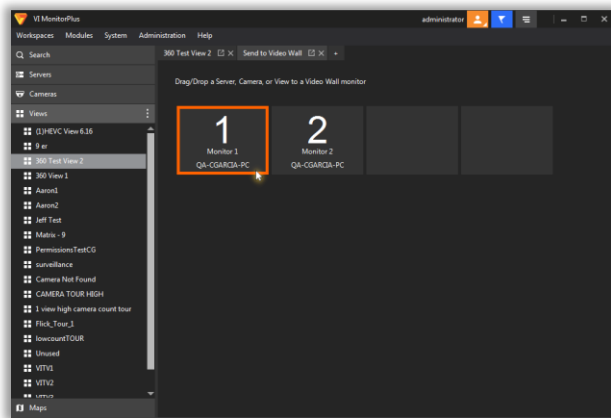 VI MonitorPlus
administrator
Workspaces Modules System Administration Help
Search
360 Test View 2
Send to Video Wall
+
Servers
Cameras
Views
Drag/Drop a Server, Camera, or View to a Video Wall monitor
1
Monitor 1
QA-CGARCIA-PC
2
Monitor 2
QA-CGARCIA-PC
(1)HEVC View 6.16
9 er
360 Test View 2
360 View 1
Aaron1
Aaron2
Jeff Test
Matrix - 9
PermissionsTestCG
surveillance
Camera Not Found
CAMERA TOUR HIGH
1 view high camera count tour
Flick_Tour_1
lowcountTOUR
Unused
VITV1
VITV2
Maps